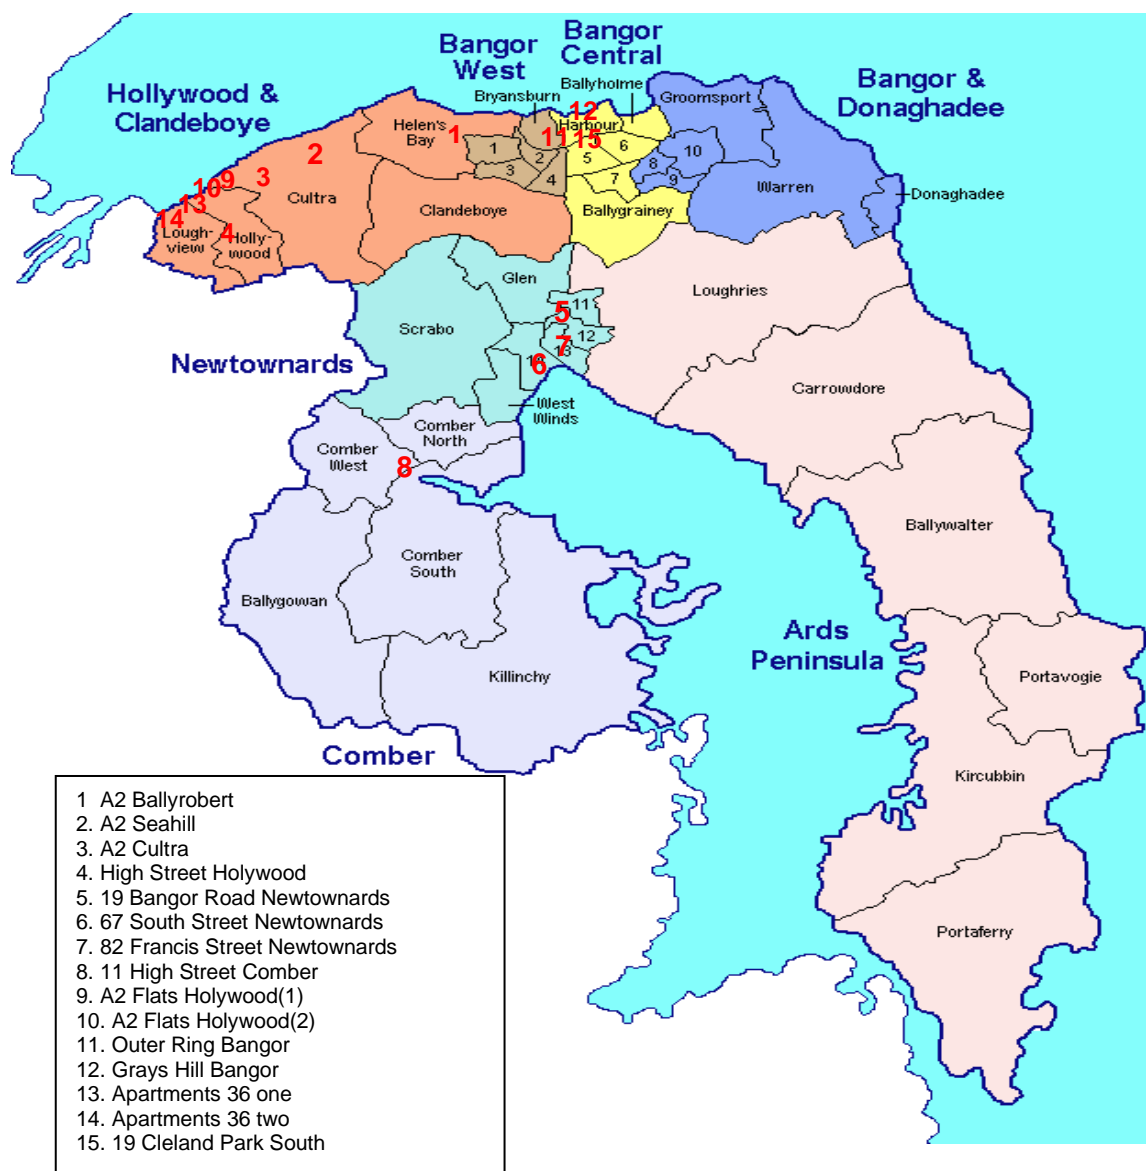 Bangor
Central
Bangor
West
Hollywood &
Clandeboye
Bangor &
Donaghadee
Ballyholme
Bryansburn
Groomsport
12
Harbour
Helen's
Bay
1
11
15
1
2
3
4
5
6
7
8
9
10
2
3
9
10
13
14
Cultra
Clandeboye
Ballygrainey
Warren
Donaghadee
Lough-
view
4
Holly-
wood
Glen
Loughries
11
5
12
7
13
6
Scrabo
Newtownards
West
Winds
Carrowdore
Comber
North
Comber
West
8
Ballywalter
Comber
South
Ballygowan
Ards
Peninsula
Killinchy
Portavogie
Comber
Kircubbin
Portaferry
1 A2 Ballyrobert
2. A2 Seahill
3. A2 Cultra
4. High Street Holywood
5. 19 Bangor Road Newtownards
6. 67 South Street Newtownards
7. 82 Francis Street Newtownards
8. 11 High Street Comber
9. A2 Flats Holywood(1)
10. A2 Flats Holywood(2)
11. Outer Ring Bangor
12. Grays Hill Bangor
13. Apartments 36 one
14. Apartments 36 two
15. 19 Cleland Park South